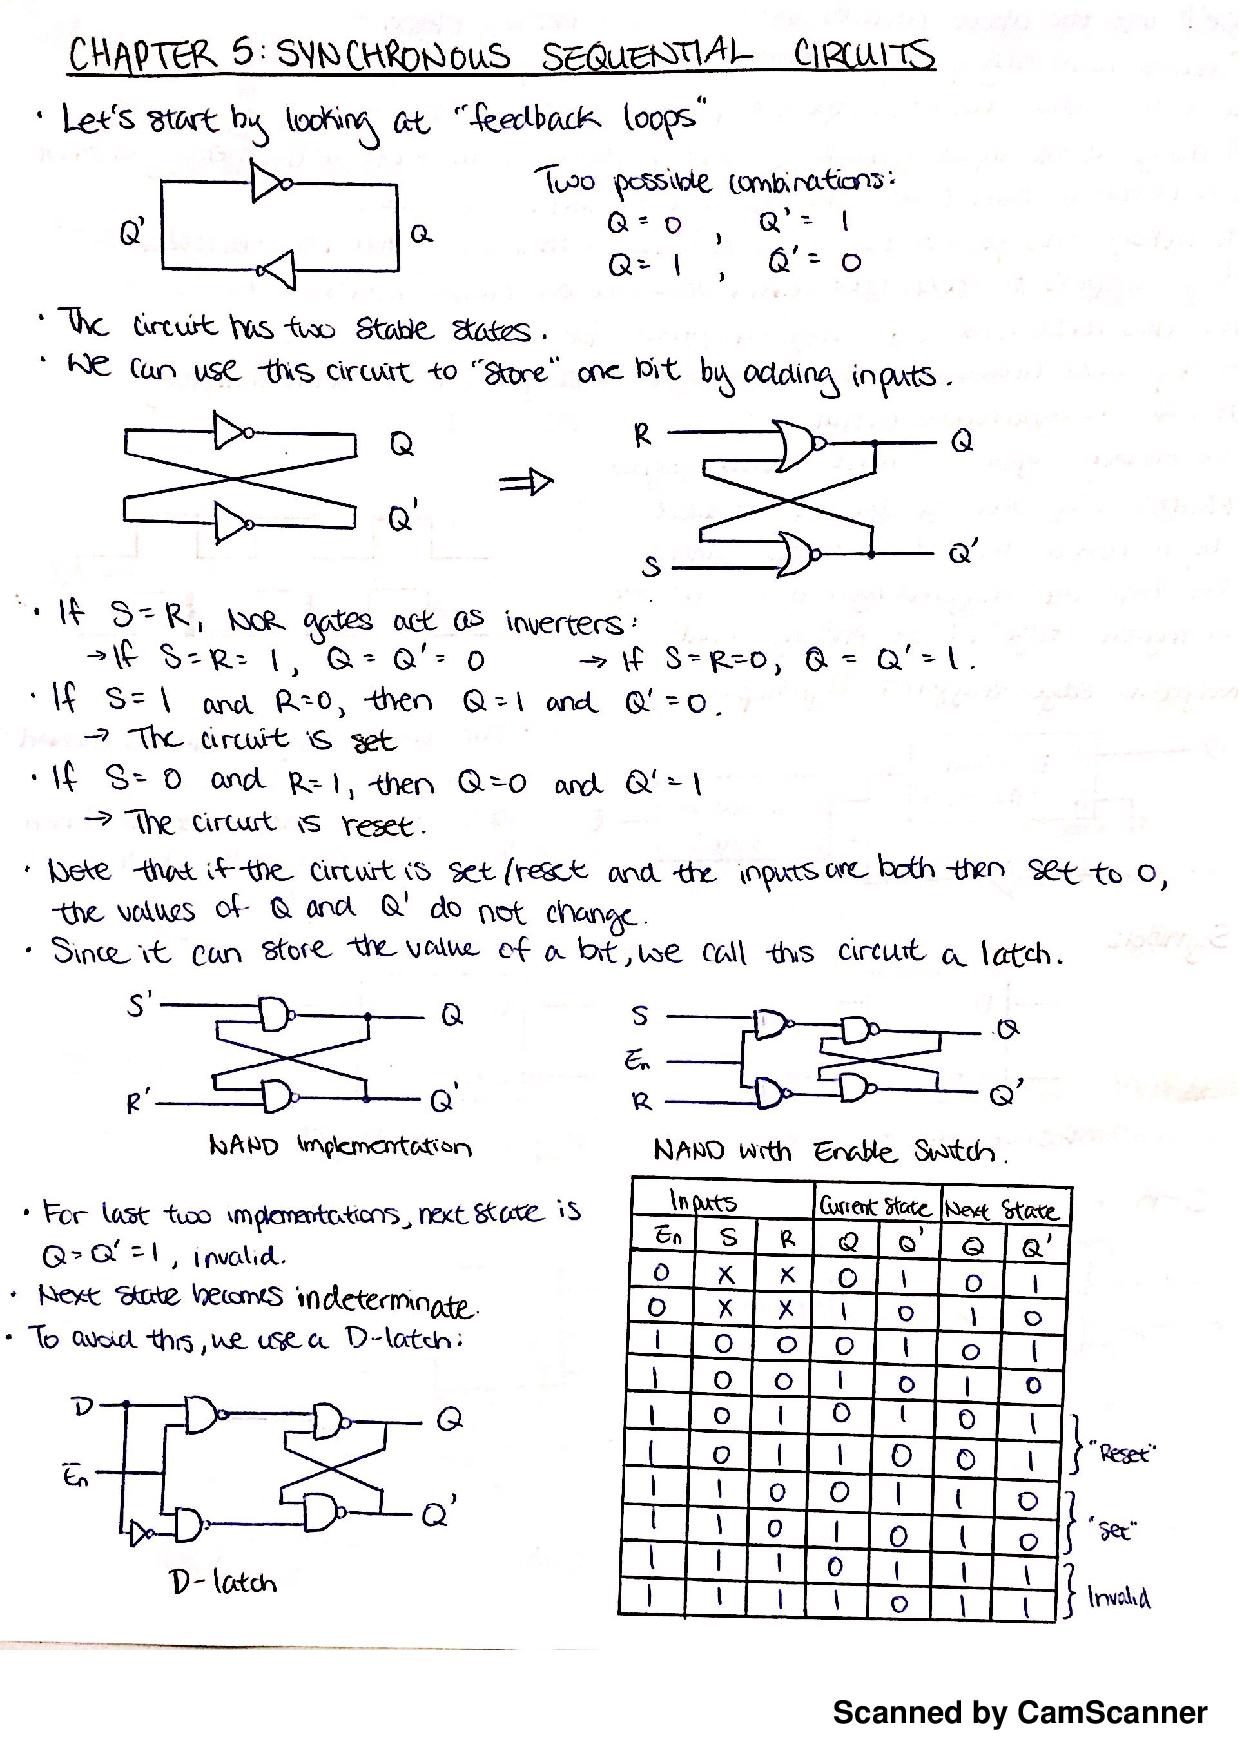 CHAPTER 5: SYNCHRONOUS SEQUENTIAL CIRCUITS
• Let's start by looking at "feedback loops"
Two possible combinations:
Q' Q
Q = 0 , Q' = 1
Q = 1 , Q' = 0
• The circuit has two stable states.
• We can use this circuit to "store" one bit by adding inputs.
Q
Q'
⇒
R Q
S Q'
• If S=R, NOR gates act as inverters:
→ If S=R=1, Q = Q' = 0 → If S=R=0, Q = Q' = 1.
• If S=1 and R=0, then Q=1 and Q'=0.
→ The circuit is set
• If S=0 and R=1, then Q=0 and Q'=1
→ The circuit is reset.
• Note that if the circuit is set/reset and the inputs are both then set to 0,
the values of Q and Q' do not change.
• Since it can store the value of a bit, we call this circuit a latch.
S' Q
R' Q'
NAND Implementation
S Q
En
R Q'
NAND with Enable Switch.
• For last two implementations, next state is
Q=Q'=1, invalid.
• Next state becomes indeterminate.
• To avoid this, we use a D-latch:
D Q
En
Q'
D-latch
Inputs Current State Next State
En S R Q Q' Q Q'
0 X X 0 1 0 1
0 X X 1 0 1 0
1 0 0 0 1 0 1
1 0 0 1 0 1 0
1 0 1 0 1 0 1
1 0 1 1 0 0 1
"Reset"
1 1 0 0 1 1 0
1 1 0 1 0 1 0
"Set"
1 1 1 0 1 1 1
1 1 1 1 0 1 1
Invalid
Scanned by CamScanner